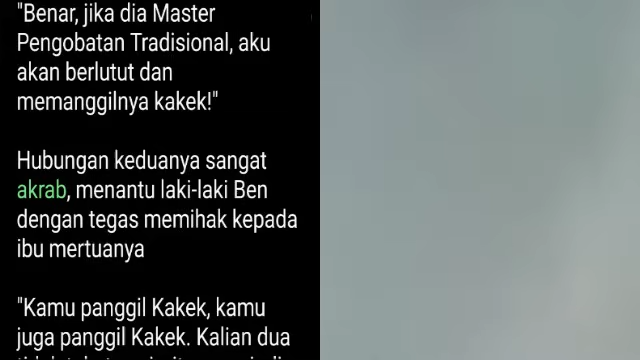 "Benar, jika dia Master
Pengobatan Tradisional, aku
akan berlutut dan
memanggilnya kakek!"
Hubungan keduanya sangat
akrab, menantu laki-laki Ben
dengan tegas memihak kepada
ibu mertuanya
"Kamu panggil Kakek, kamu
juga panggil Kakek. Kalian dua